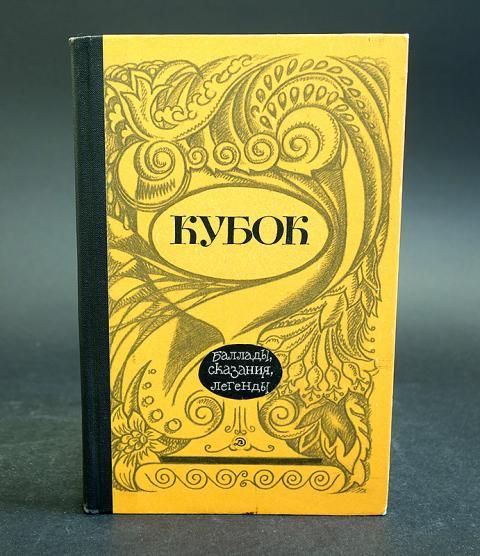 КУБОК
баллады,
сказания,
легенды